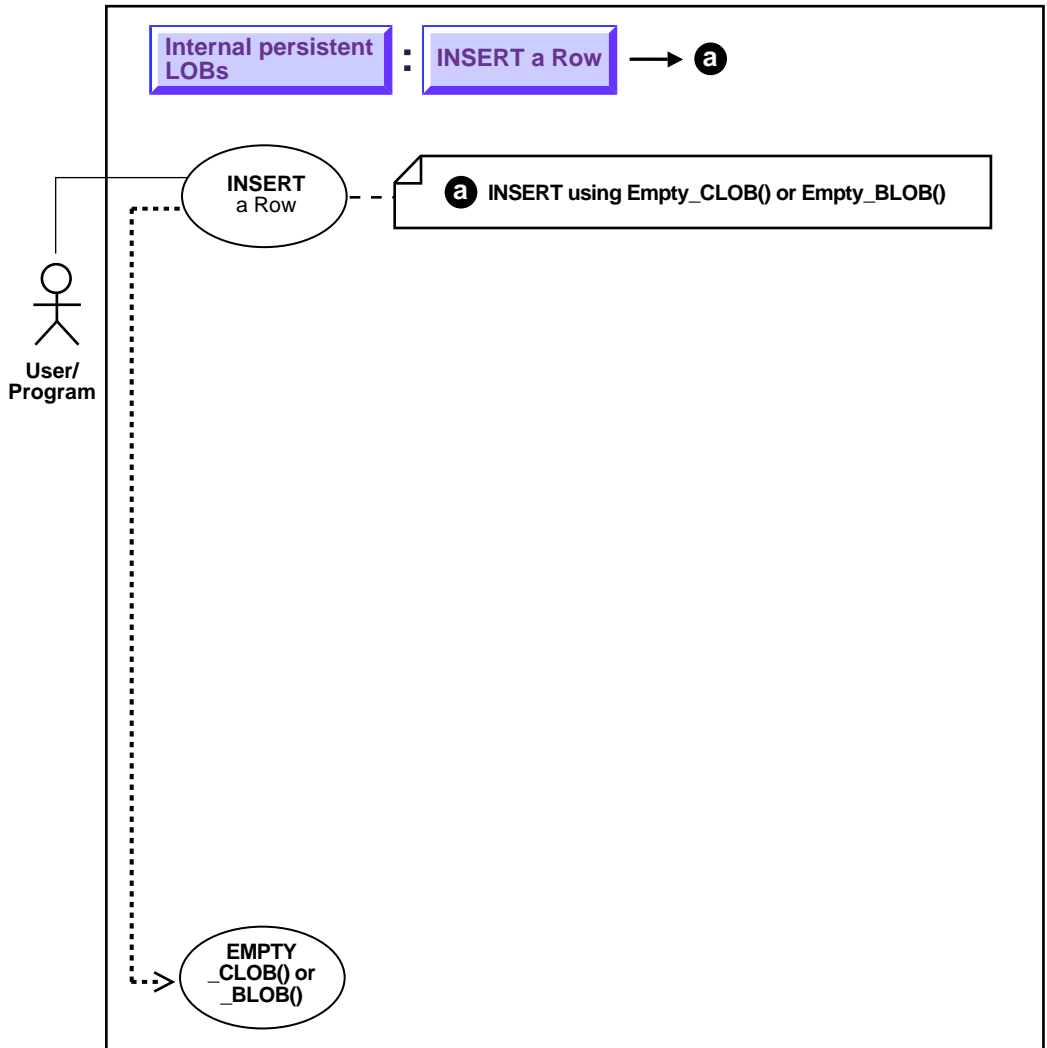 Internal persistent
LOBs
:
INSERT a Row
a
INSERT
a Row
a INSERT using Empty_CLOB() or Empty_BLOB()
User/
Program
EMPTY
_CLOB() or
_BLOB()